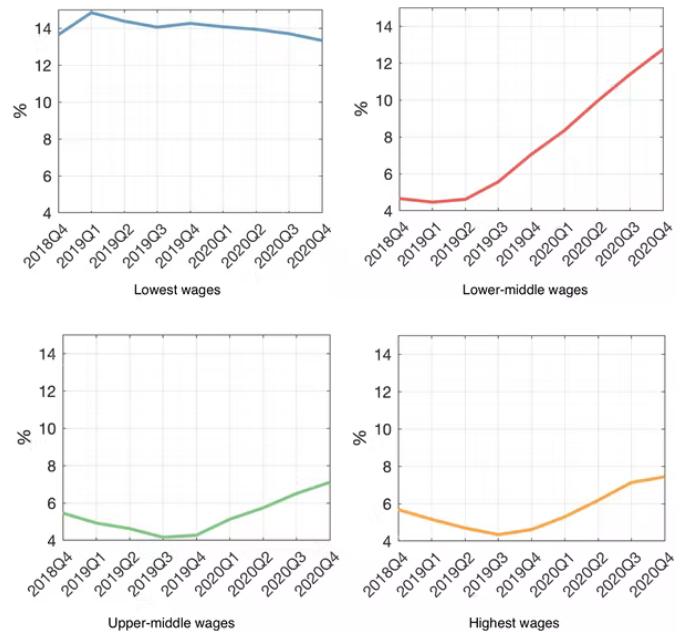 14
12
10
8
6
4
%
2018Q4
2019Q1
2019Q2
2019Q3
2019Q4
2020Q1
2020Q2
2020Q3
2020Q4
Lowest wages
14
12
10
8
6
4
%
2018Q4
2019Q1
2019Q2
2019Q3
2019Q4
2020Q1
2020Q2
2020Q3
2020Q4
Lower-middle wages
14
12
10
8
6
4
%
2018Q4
2019Q1
2019Q2
2019Q3
2019Q4
2020Q1
2020Q2
2020Q3
2020Q4
Upper-middle wages
14
12
10
8
6
4
%
2018Q4
2019Q1
2019Q2
2019Q3
2019Q4
2020Q1
2020Q2
2020Q3
2020Q4
Highest wages